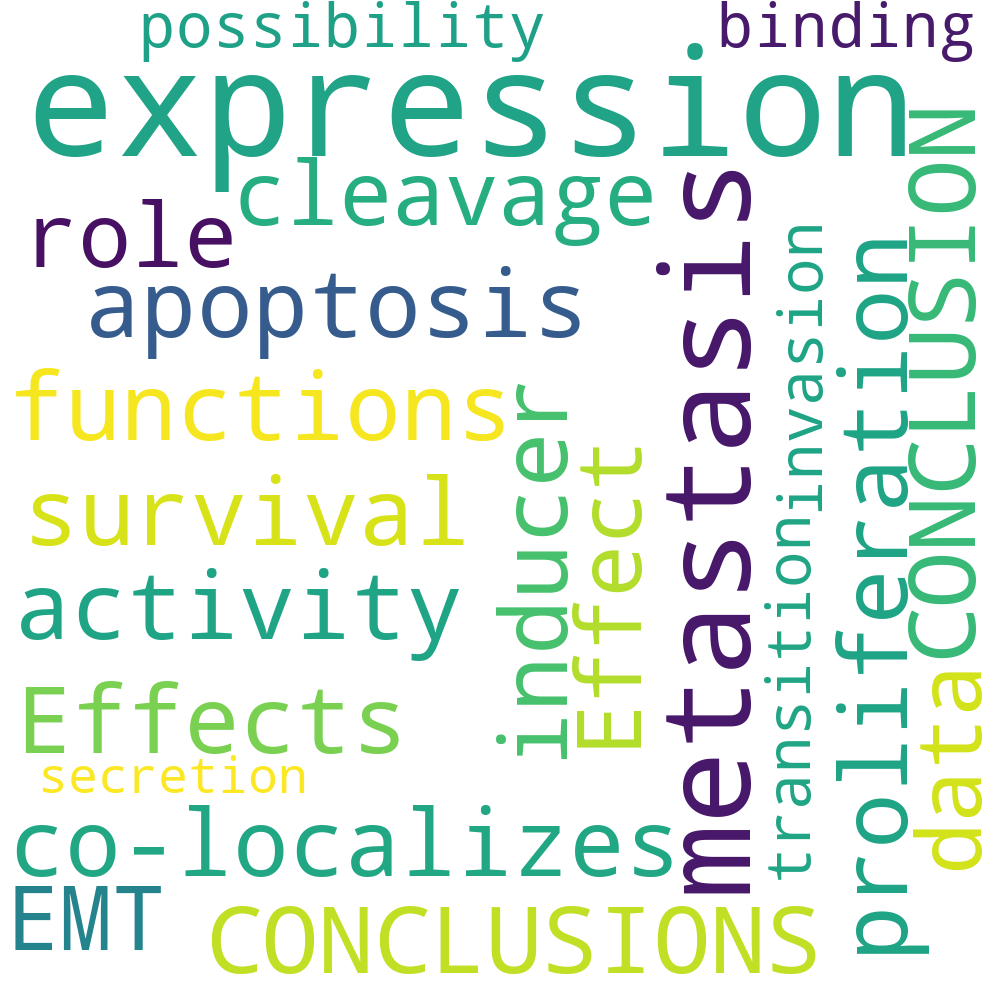 possibility
binding
expression
cleavage
role
apoptosis
functions
survival
activity
Effects
secretion
co-localizes
EMT
CONCLUSIONS
inducer
Effect
metastasis
transition
invasion
proliferation
CONCLUSION
data